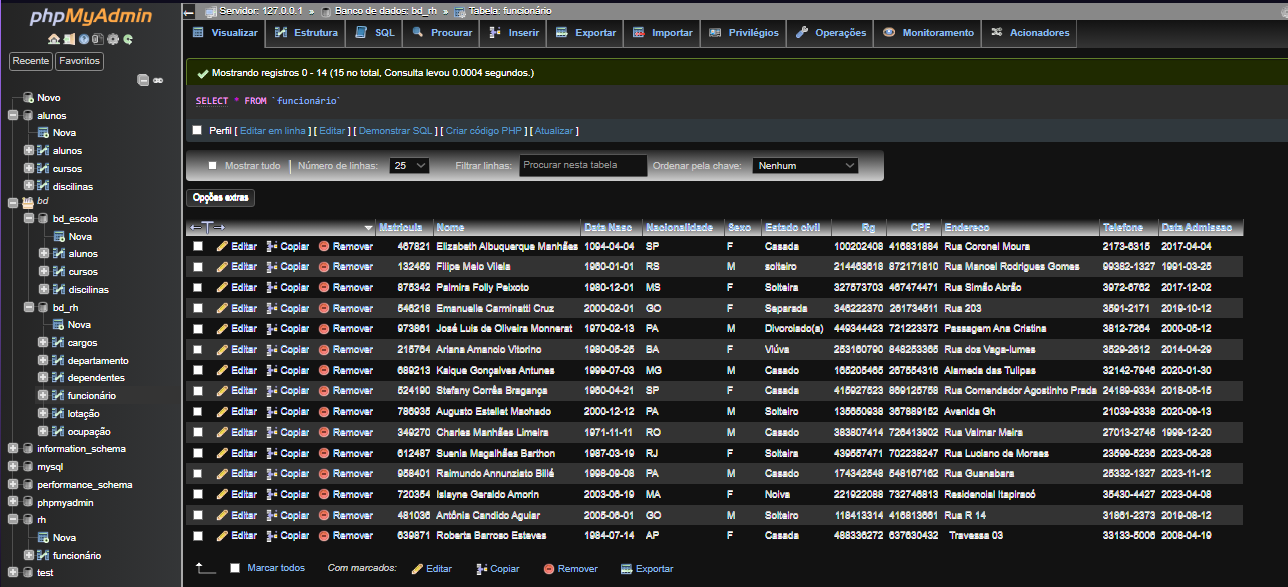 phpMyAdmin
Recente Favoritos
Novo
alunos
Nova
alunos
cursos
discilinas
bd
bd_escola
Nova
alunos
cursos
discilinas
bd_rh
Nova
cargos
departamento
dependentes
funcionário
lotação
ocupação
information_schema
mysql
performance_schema
phpmyadmin
rh
Nova
funcionário
test
Servidor: 127.0.0.1 » Banco de dados: bd_rh » Tabela: funcionário
Visualizar Estrutura SQL Procurar Inserir Exportar Importar Privilégios Operações Monitoramento Acionadores
Mostrando registros 0 - 14 (15 no total, Consulta levou 0.0004 segundos.)
SELECT * FROM `funcionário`
Perfil [ Editar em linha ] [ Editar ] [ Demonstrar SQL ] [ Criar código PHP ] [ Atualizar ]
Mostrar tudo Número de linhas: 25 Filtrar linhas: Procurar nesta tabela Ordenar pela chave: Nenhum
Opções extras
←T→ Matricula Nome Data Nasc Nacionalidade Sexo Estado civil Rg CPF Endereco Telefone Data Admissao
Editar Copiar Remover 467821 Elizabeth Albuquerque Manhães 1094-04-04 SP F Casada 100202408 416831884 Rua Coronel Moura 2173-6315 2017-04-04
Editar Copiar Remover 132459 Filipe Melo Vilela 1960-01-01 RS M solteiro 214463618 872171810 Rua Manoel Rodrigues Gomes 99382-1327 1991-03-25
Editar Copiar Remover 875342 Palmira Folly Peixoto 1980-12-01 MS F Solteira 327573703 467474471 Rua Simão Abrão 3972-6762 2017-12-02
Editar Copiar Remover 546218 Emanuelle Carminatil Cruz 2000-02-01 GO F Separada 346222370 261734511 Rua 203 3591-2171 2019-10-12
Editar Copiar Remover 973861 José Luis de Oliveira Monnerat 1970-02-13 PA M Divorciado(a) 449344423 721223372 Passagem Ana Cristina 3812-7264 2000-05-12
Editar Copiar Remover 215764 Ariana Amancio Vitorino 1980-05-25 BA F Viúva 253160790 848253365 Rua dos Vaga-lumes 3529-2612 2014-04-29
Editar Copiar Remover 689213 Kaique Gonçalves Antunes 1999-07-03 MG M Casado 165205465 267554316 Alameda das Tulipas 32142-7946 2020-01-30
Editar Copiar Remover 524190 Stefany Corrês Bragança 1960-04-21 SP F Casada 415927523 869125758 Rua Comendador Agostinho Prada 24189-9334 2018-05-15
Editar Copiar Remover 786935 Augusto Estellet Machado 2000-12-12 PA M Solteiro 135650938 367889152 Avenida Gh 21039-9338 2020-09-13
Editar Copiar Remover 349270 Charles Manhães Limeira 1971-11-11 RO M Casado 383807414 726413902 Rua Valmar Meira 27013-2745 1999-12-20
Editar Copiar Remover 612487 Suenia Magalhães Barthon 1987-03-19 RJ F Solteira 439557471 702238247 Rua Luciano de Moraes 23599-5236 2023-06-28
Editar Copiar Remover 958401 Raimundo Annunziato Billé 1998-09-08 PA M Casado 174342548 548167162 Rua Guanabara 25332-1327 2023-11-12
Editar Copiar Remover 720354 Islayne Geraldo Amorin 2003-06-19 MA F Noiva 221922088 732746813 Residencial Itapiracó 35430-4427 2023-04-08
Editar Copiar Remover 481036 Antônia Candido Aguiar 2005-06-01 GO M Solteiro 118413314 416813661 Rua R 14 31861-2373 2019-08-12
Editar Copiar Remover 639871 Roberta Barroso Esteves 1984-07-14 AP F Casada 488336272 637630432 Travessa 03 33133-5006 2008-04-19
Marcar todos Com marcados: Editar Copiar Remover Exportar